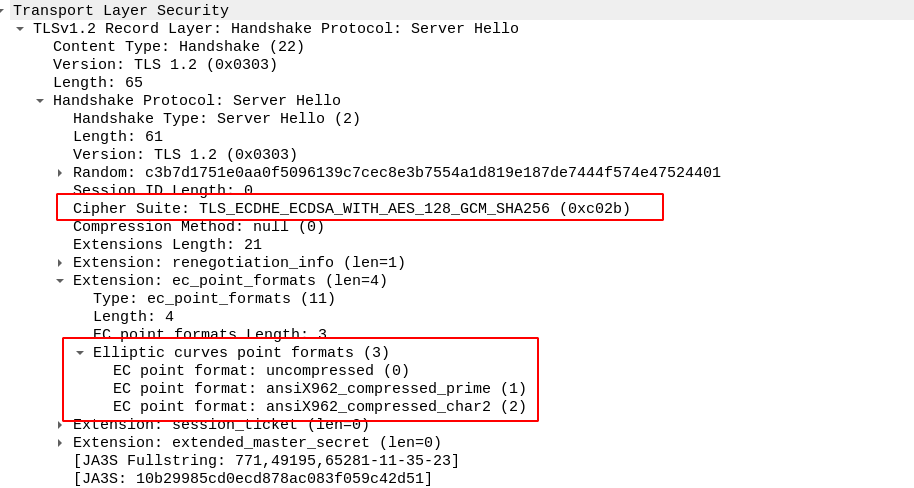 Transport Layer Security
TLSv1.2 Record Layer: Handshake Protocol: Server Hello
Content Type: Handshake (22)
Version: TLS 1.2 (0x0303)
Length: 65
Handshake Protocol: Server Hello
Handshake Type: Server Hello (2)
Length: 61
Version: TLS 1.2 (0x0303)
Random: c3b7d1751e0aa0f5096139c7cec8e3b7554a1d819e187de7444f574e47524401
Session ID Length: 0
Cipher Suite: TLS_ECDHE_ECDSA_WITH_AES_128_GCM_SHA256 (0xc02b)
Compression Method: null (0)
Extensions Length: 21
Extension: renegotiation_info (len=1)
Extension: ec_point_formats (len=4)
Type: ec_point_formats (11)
Length: 4
EC point formats Length: 3
Elliptic curves point formats (3)
EC point format: uncompressed (0)
EC point format: ansiX962_compressed_prime (1)
EC point format: ansiX962_compressed_char2 (2)
Extension: session_ticket (len=0)
Extension: extended_master_secret (len=0)
[JA3S Fullstring: 771,49195,65281-11-35-23]
[JA3S: 10b29985cd0ecd878ac083f059c42d51]